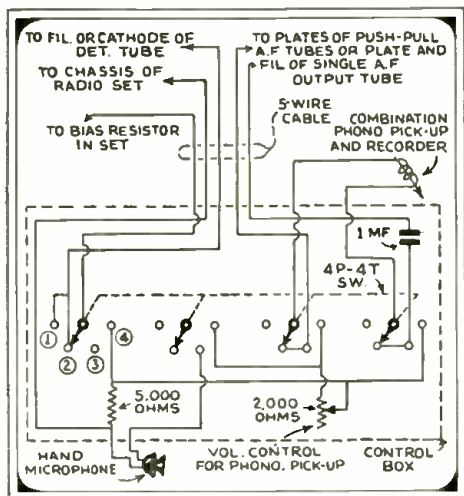 TO FIL. OR CATHODE OF
DET. TUBE
TO CHASSIS OF
RADIO SET
TO BIAS RESISTOR
IN SET
TO PLATES OF PUSH-PULL
A.F TUBES OR PLATE AND
FIL OF SINGLE A.F
OUTPUT TUBE
5-WIRE
CABLE
COMBINATION
PHONO PICK-UP
AND RECORDER
1 MF.
4P-4T
SW.
1
2
3
4
5,000
OHMS
2,000
OHMS
HAND
MICROPHONE
VOL. CONTROL
FOR PHONO. PICK-UP
CONTROL
BOX